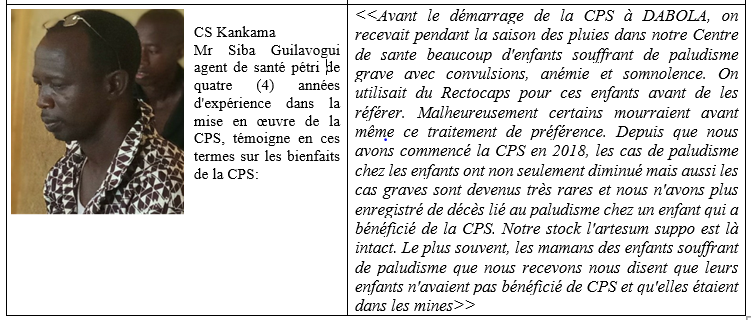 CS Kankama
Mr Siba Guilavogui
agent de santé pétri de
quatre (4) années
d'expérience dans la
mise en œuvre de la
CPS, témoigne en ces
termes sur les bienfaits
de la CPS:
<<Avant le démarrage de la CPS à DABOLA, on
recevait pendant la saison des pluies dans notre Centre
de sante beaucoup d'enfants souffrant de paludisme
grave avec convulsions, anémie et somnolence. On
utilisait du Rectocaps pour ces enfants avant de les
référer. Malheureusement certains mourraient avant
même ce traitement de préférence. Depuis que nous
avons commencé la CPS en 2018, les cas de paludisme
chez les enfants ont non seulement diminué mais aussi les
cas graves sont devenus très rares et nous n'avons plus
enregistré de décès lié au paludisme chez un enfant qui a
bénéficié de la CPS. Notre stock l'artesum suppo est là
intact. Le plus souvent, les mamans des enfants souffrant
de paludisme que nous recevons nous disent que leurs
enfants n'avaient pas bénéficié de CPS et qu'elles étaient
dans les mines>>